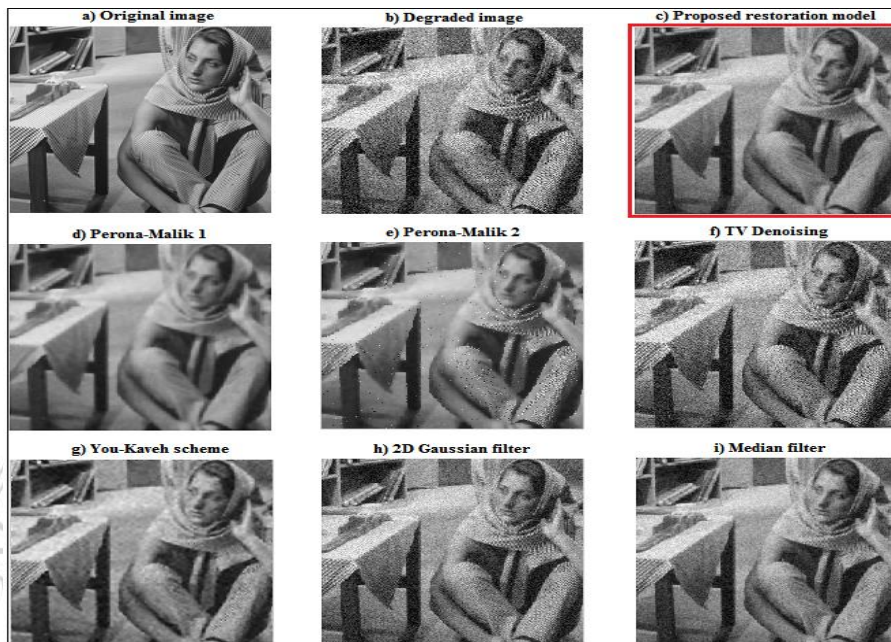 a) Original image
b) Degraded image
c) Proposed restoration model
d) Perona-Malik 1
e) Perona-Malik 2
f) TV Denoising
g) You-Kaveh scheme
h) 2D Gaussian filter
i) Median filter